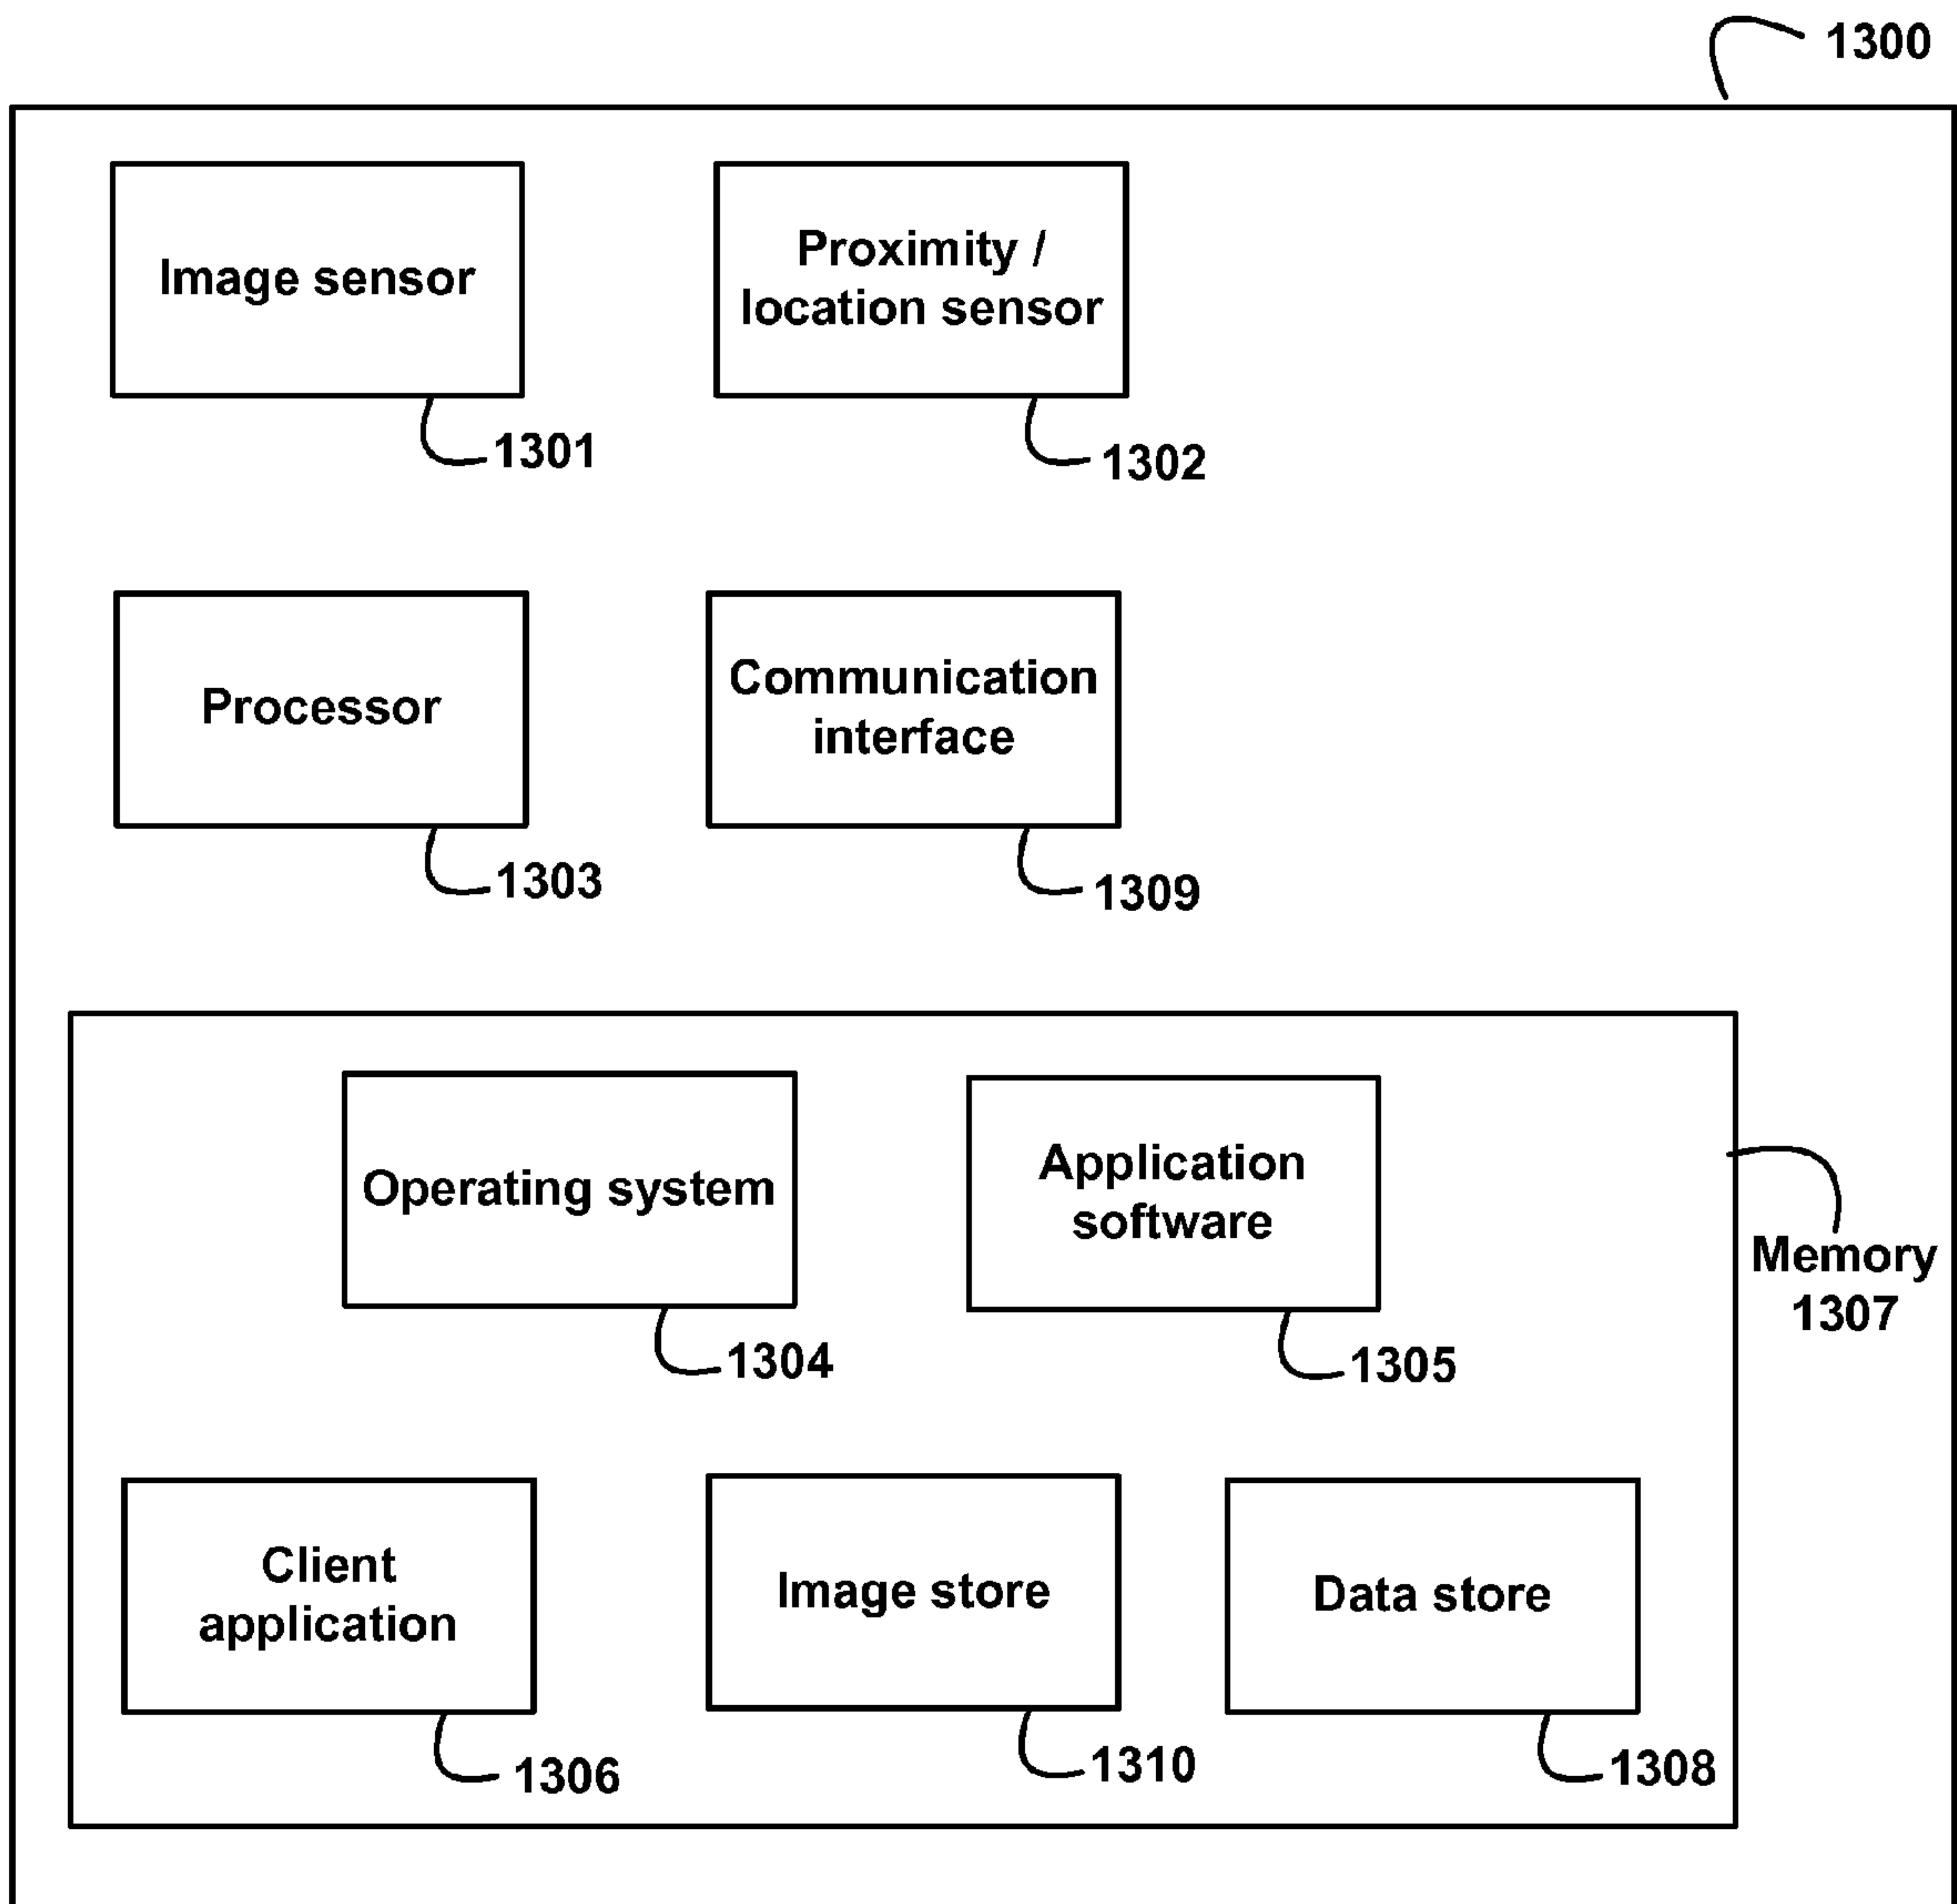 1300
Image sensor
1301
Proximity /
location sensor
1302
Processor
1303
Communication
interface
1309
Operating system
1304
Application
software
1305
Memory
1307
Client
application
1306
Image store
1310
Data store
1308